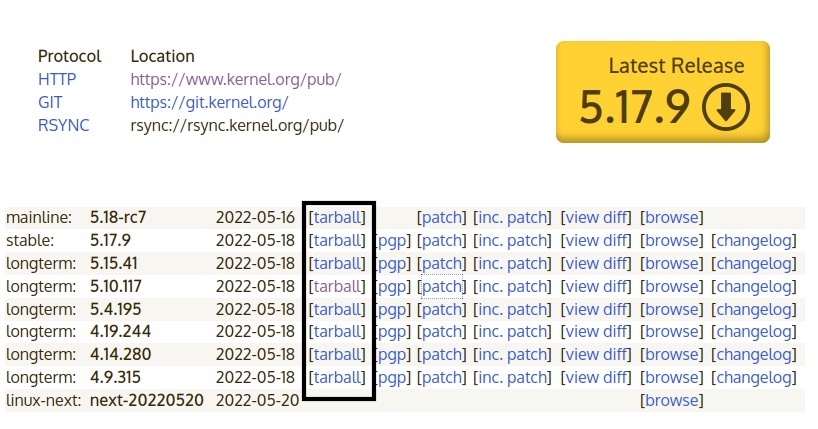 Protocol Location
HTTP https://www.kernel.org/pub/
GIT https://git.kernel.org/
RSYNC rsync://rsync.kernel.org/pub/
Latest Release
5.17.9
mainline: 5.18-rc7 2022-05-16 [tarball] [patch] [inc. patch] [view diff] [browse]
stable: 5.17.9 2022-05-18 [tarball] [pgp] [patch] [inc. patch] [view diff] [browse] [changelog]
longterm: 5.15.41 2022-05-18 [tarball] [pgp] [patch] [inc. patch] [view diff] [browse] [changelog]
longterm: 5.10.117 2022-05-18 [tarball] [pgp] [patch] [inc. patch] [view diff] [browse] [changelog]
longterm: 5.4.195 2022-05-18 [tarball] [pgp] [patch] [inc. patch] [view diff] [browse] [changelog]
longterm: 4.19.244 2022-05-18 [tarball] [pgp] [patch] [inc. patch] [view diff] [browse] [changelog]
longterm: 4.14.280 2022-05-18 [tarball] [pgp] [patch] [inc. patch] [view diff] [browse] [changelog]
longterm: 4.9.315 2022-05-18 [tarball] [pgp] [patch] [inc. patch] [view diff] [browse] [changelog]
linux-next: next-20220520 2022-05-20 [browse]